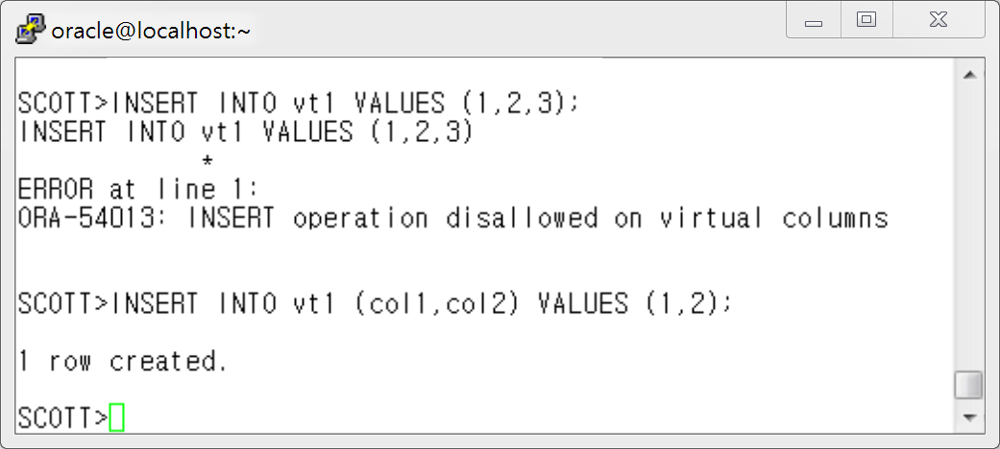 oracle@localhost:~
SCOTT>INSERT INTO vt1 VALUES (1,2,3);
INSERT INTO vt1 VALUES (1,2,3)
*
ERROR at line 1:
ORA-54013: INSERT operation disallowed on virtual columns
SCOTT>INSERT INTO vt1 (col1,col2) VALUES (1,2);
1 row created.
SCOTT>